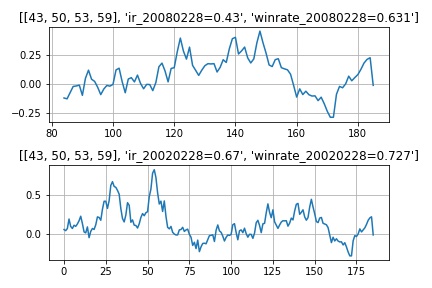 [[43, 50, 53, 59], 'ir_20080228=0.43', 'winrate_20080228=0.631']
0.25
0.00
−0.25
80 100 120 140 160 180
[[43, 50, 53, 59], 'ir_20020228=0.67', 'winrate_20020228=0.727']
0.5
0.0
0 25 50 75 100 125 150 175